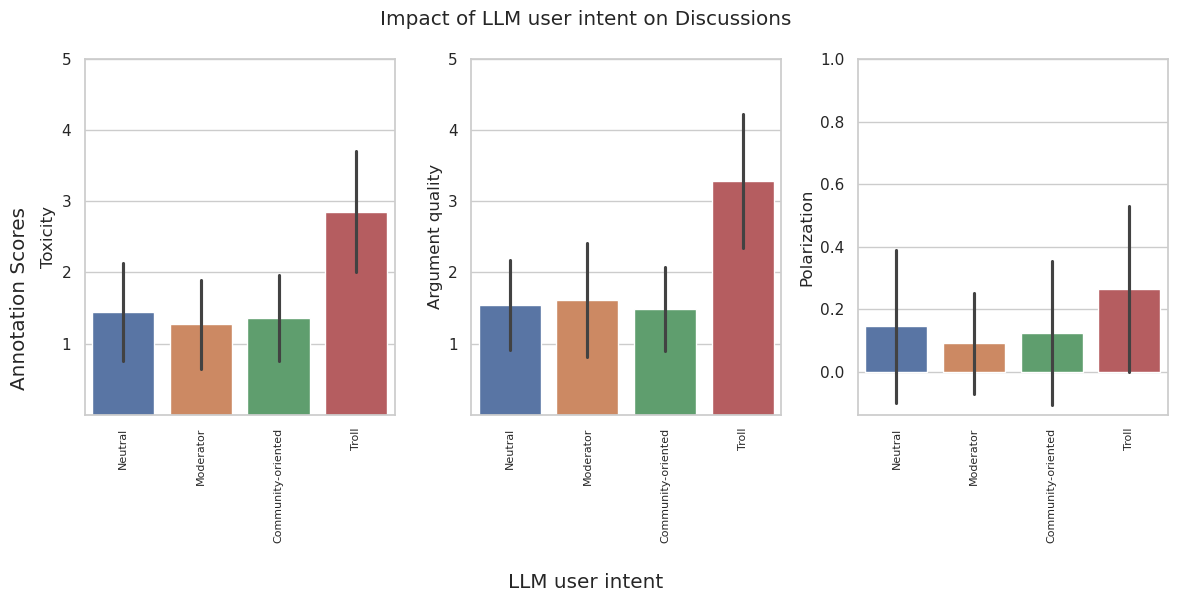 Impact of LLM user intent on Discussions
Annotation Scores
Toxicity
5
4
3
2
1
Neutral
Moderator
Community-oriented
Troll
Argument quality
5
4
3
2
1
Neutral
Moderator
Community-oriented
Troll
Polarization
1.0
0.8
0.6
0.4
0.2
0.0
Neutral
Moderator
Community-oriented
Troll
LLM user intent